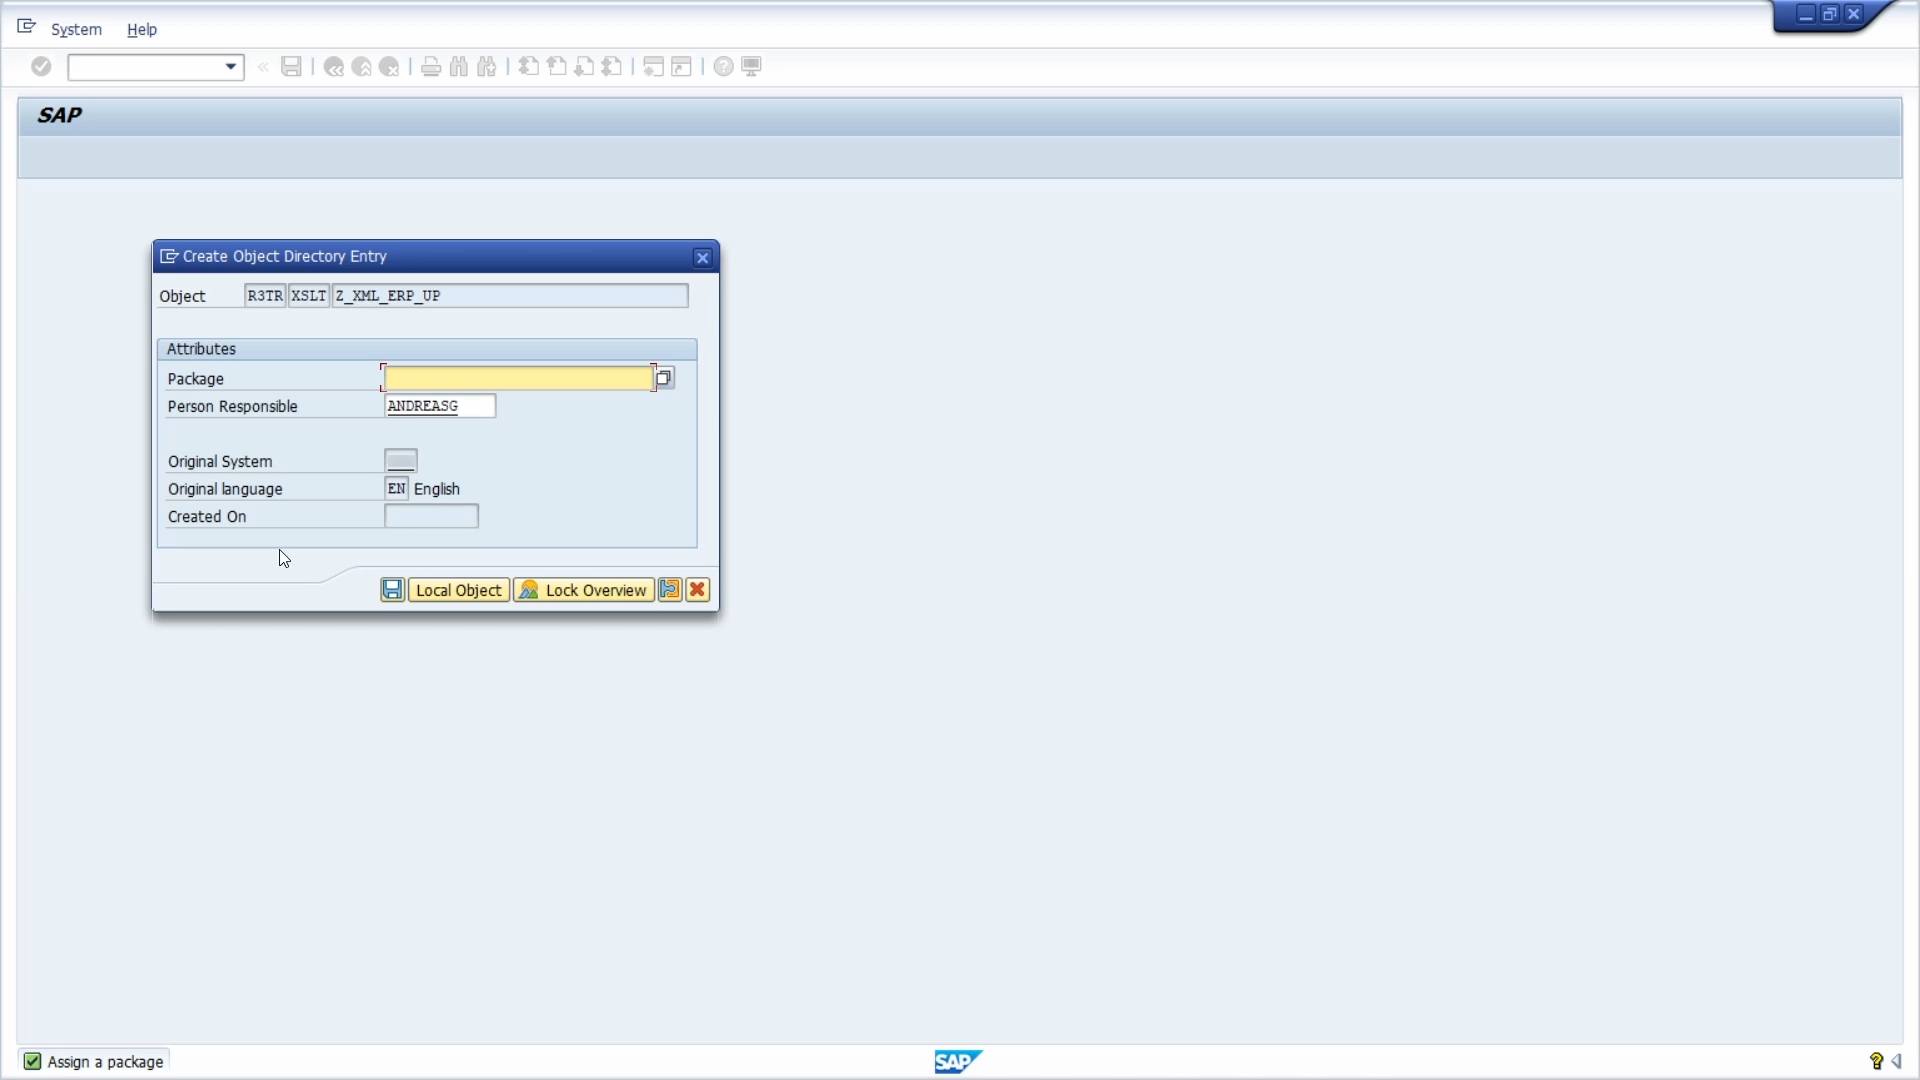 System Help
SAP
Create Object Directory Entry
Object R3TR XSLT Z_XML_ERP_UP
Attributes
Package
Person Responsible ANDREASG
Original System
Original language EN English
Created On
Local Object Lock Overview
Assign a package SAP